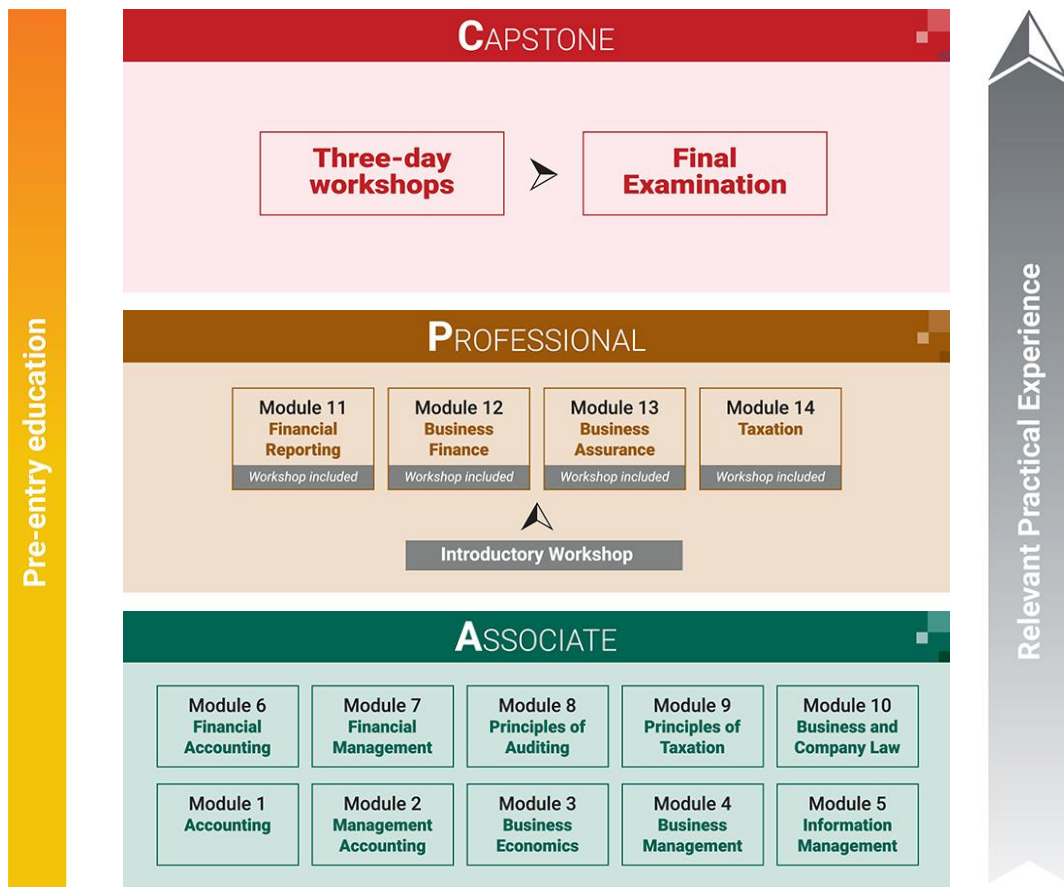 Pre-entry education
CAPSTONE
Three-day
workshops
Final
Examination
PROFESSIONAL
Module 11
Financial
Reporting
Workshop included
Module 12
Business
Finance
Workshop included
Module 13
Business
Assurance
Workshop included
Module 14
Taxation
Workshop included
Introductory Workshop
ASSOCIATE
Module 6
Financial
Accounting
Module 7
Financial
Management
Module 8
Principles of
Auditing
Module 9
Principles of
Taxation
Module 10
Business and
Company Law
Module 1
Accounting
Module 2
Management
Accounting
Module 3
Business
Economics
Module 4
Business
Management
Module 5
Information
Management
Relevant Practical Experience